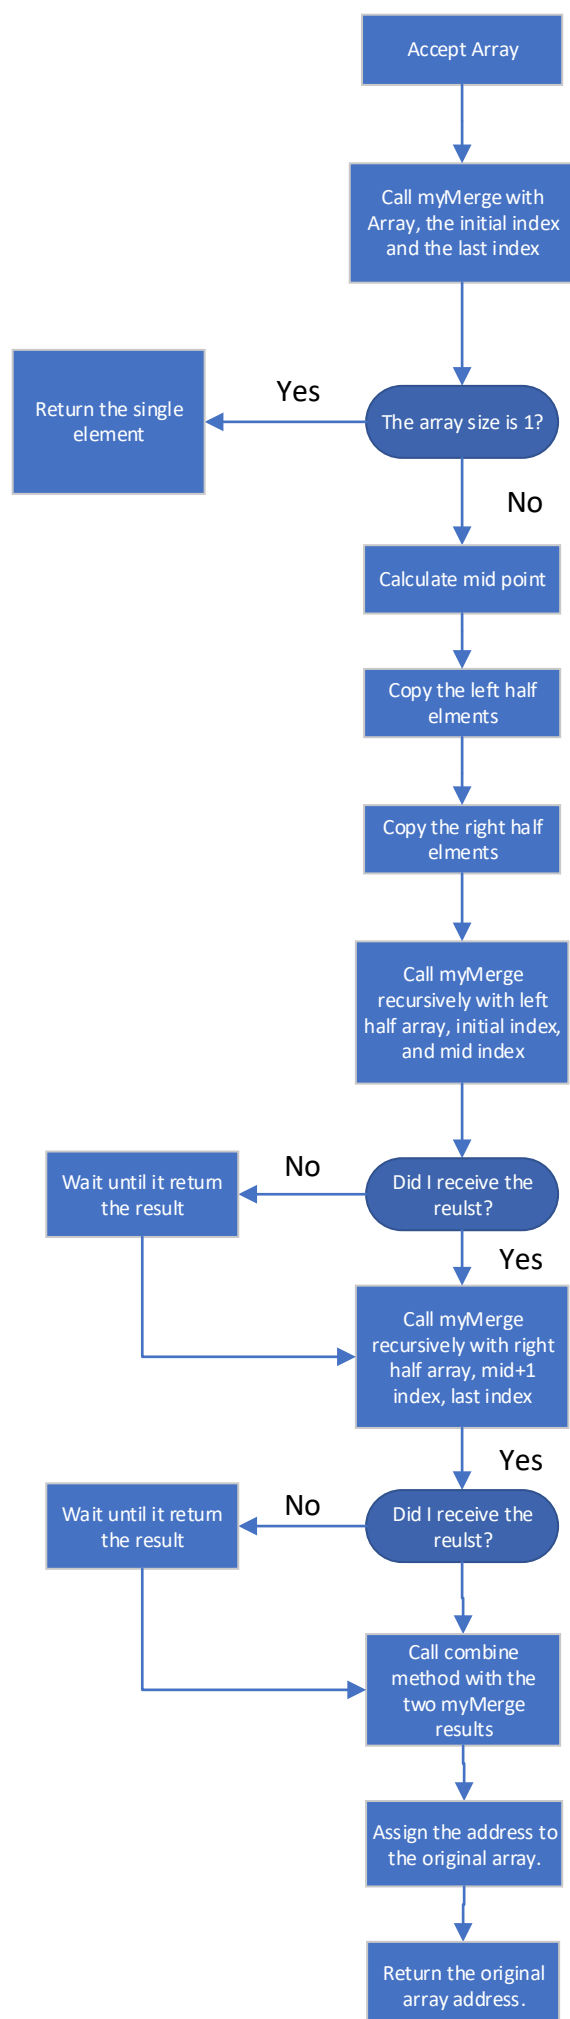 Accept Array
Call myMerge with
Array, the initial index
and the last index
Yes
Return the single
element
The array size is 1?
No
Calculate mid point
Copy the left half
elments
Copy the right half
elments
Call myMerge
recursively with left
half array, initial index,
and mid index
No
Wait until it return
the result
Did I receive the
reulst?
Yes
Call myMerge
recursively with right
half array, mid+1
index, last index
Yes
No
Wait until it return
the result
Did I receive the
reulst?
Call combine
method with the
two myMerge
results
Assign the address to
the original array.
Return the original
array address.